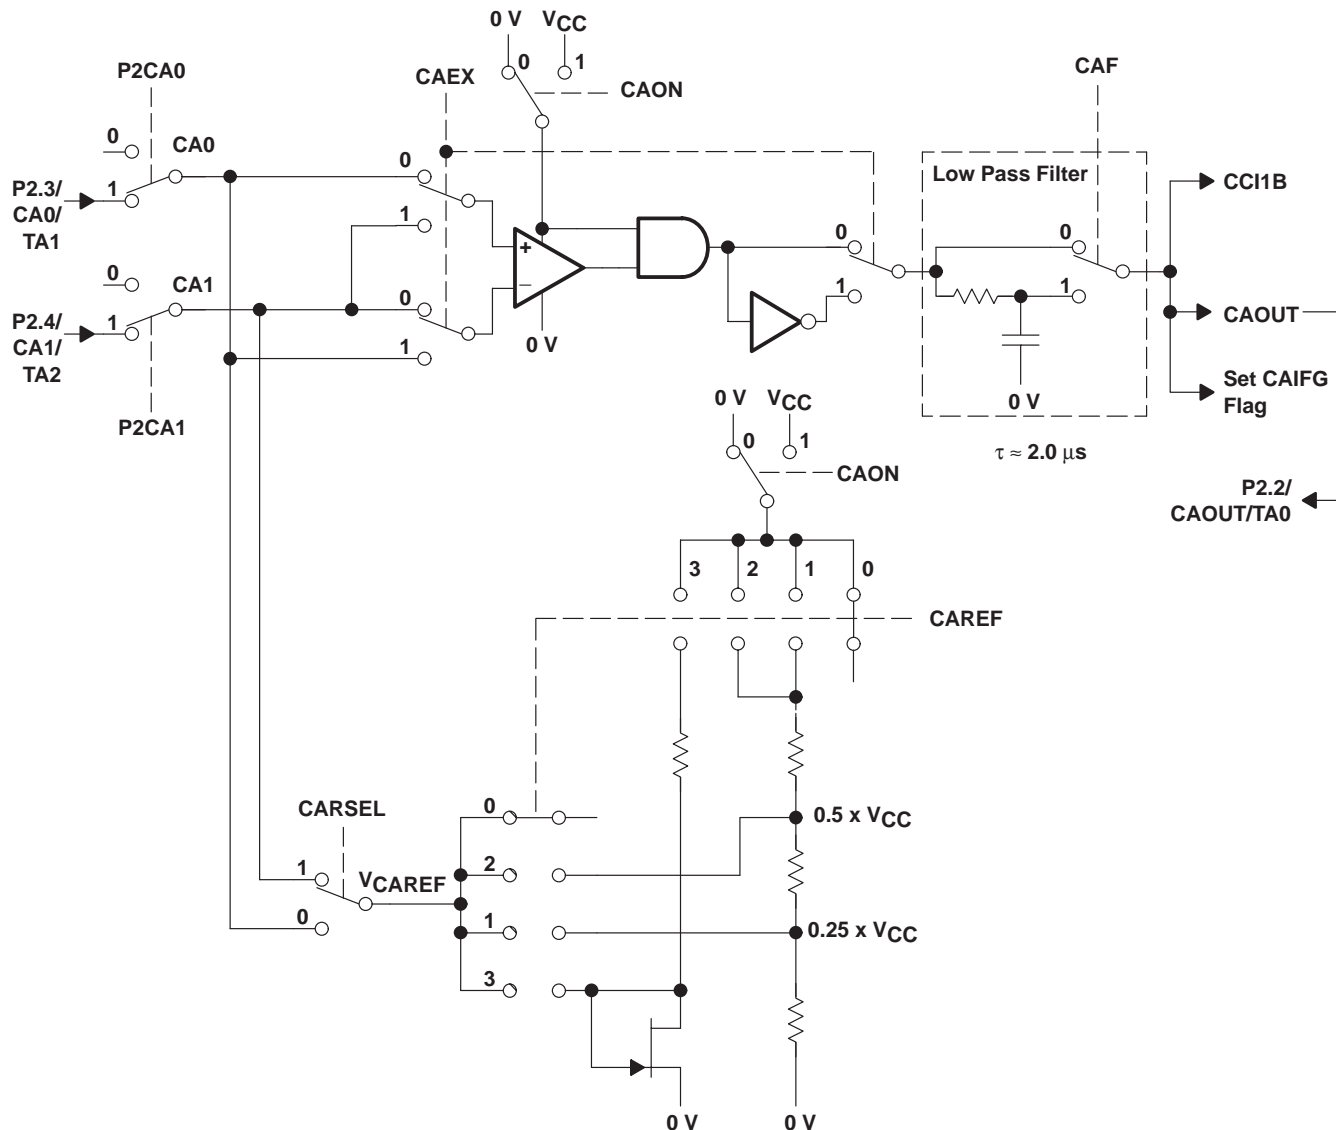 0 V VCC
P2CA0
CAEX
0 1
CAON
CAF
0
CA0
0
Low Pass Filter
P2.3/
CA0/
TA1
1
1
+
0
0
CCI1B
0
CA1
0
–
1
1
P2.4/
CA1/
TA2
1
1
0 V
CAOUT
0 V
Set CAIFG
Flag
P2CA1
0 V VCC
0 1
τ ≈ 2.0 μs
CAON
P2.2/
CAOUT/TA0
3 2 1 0
CAREF
CARSEL
0
0.5 x VCC
1
VCAREF
2
0
1
0.25 x VCC
3
0 V 0 V